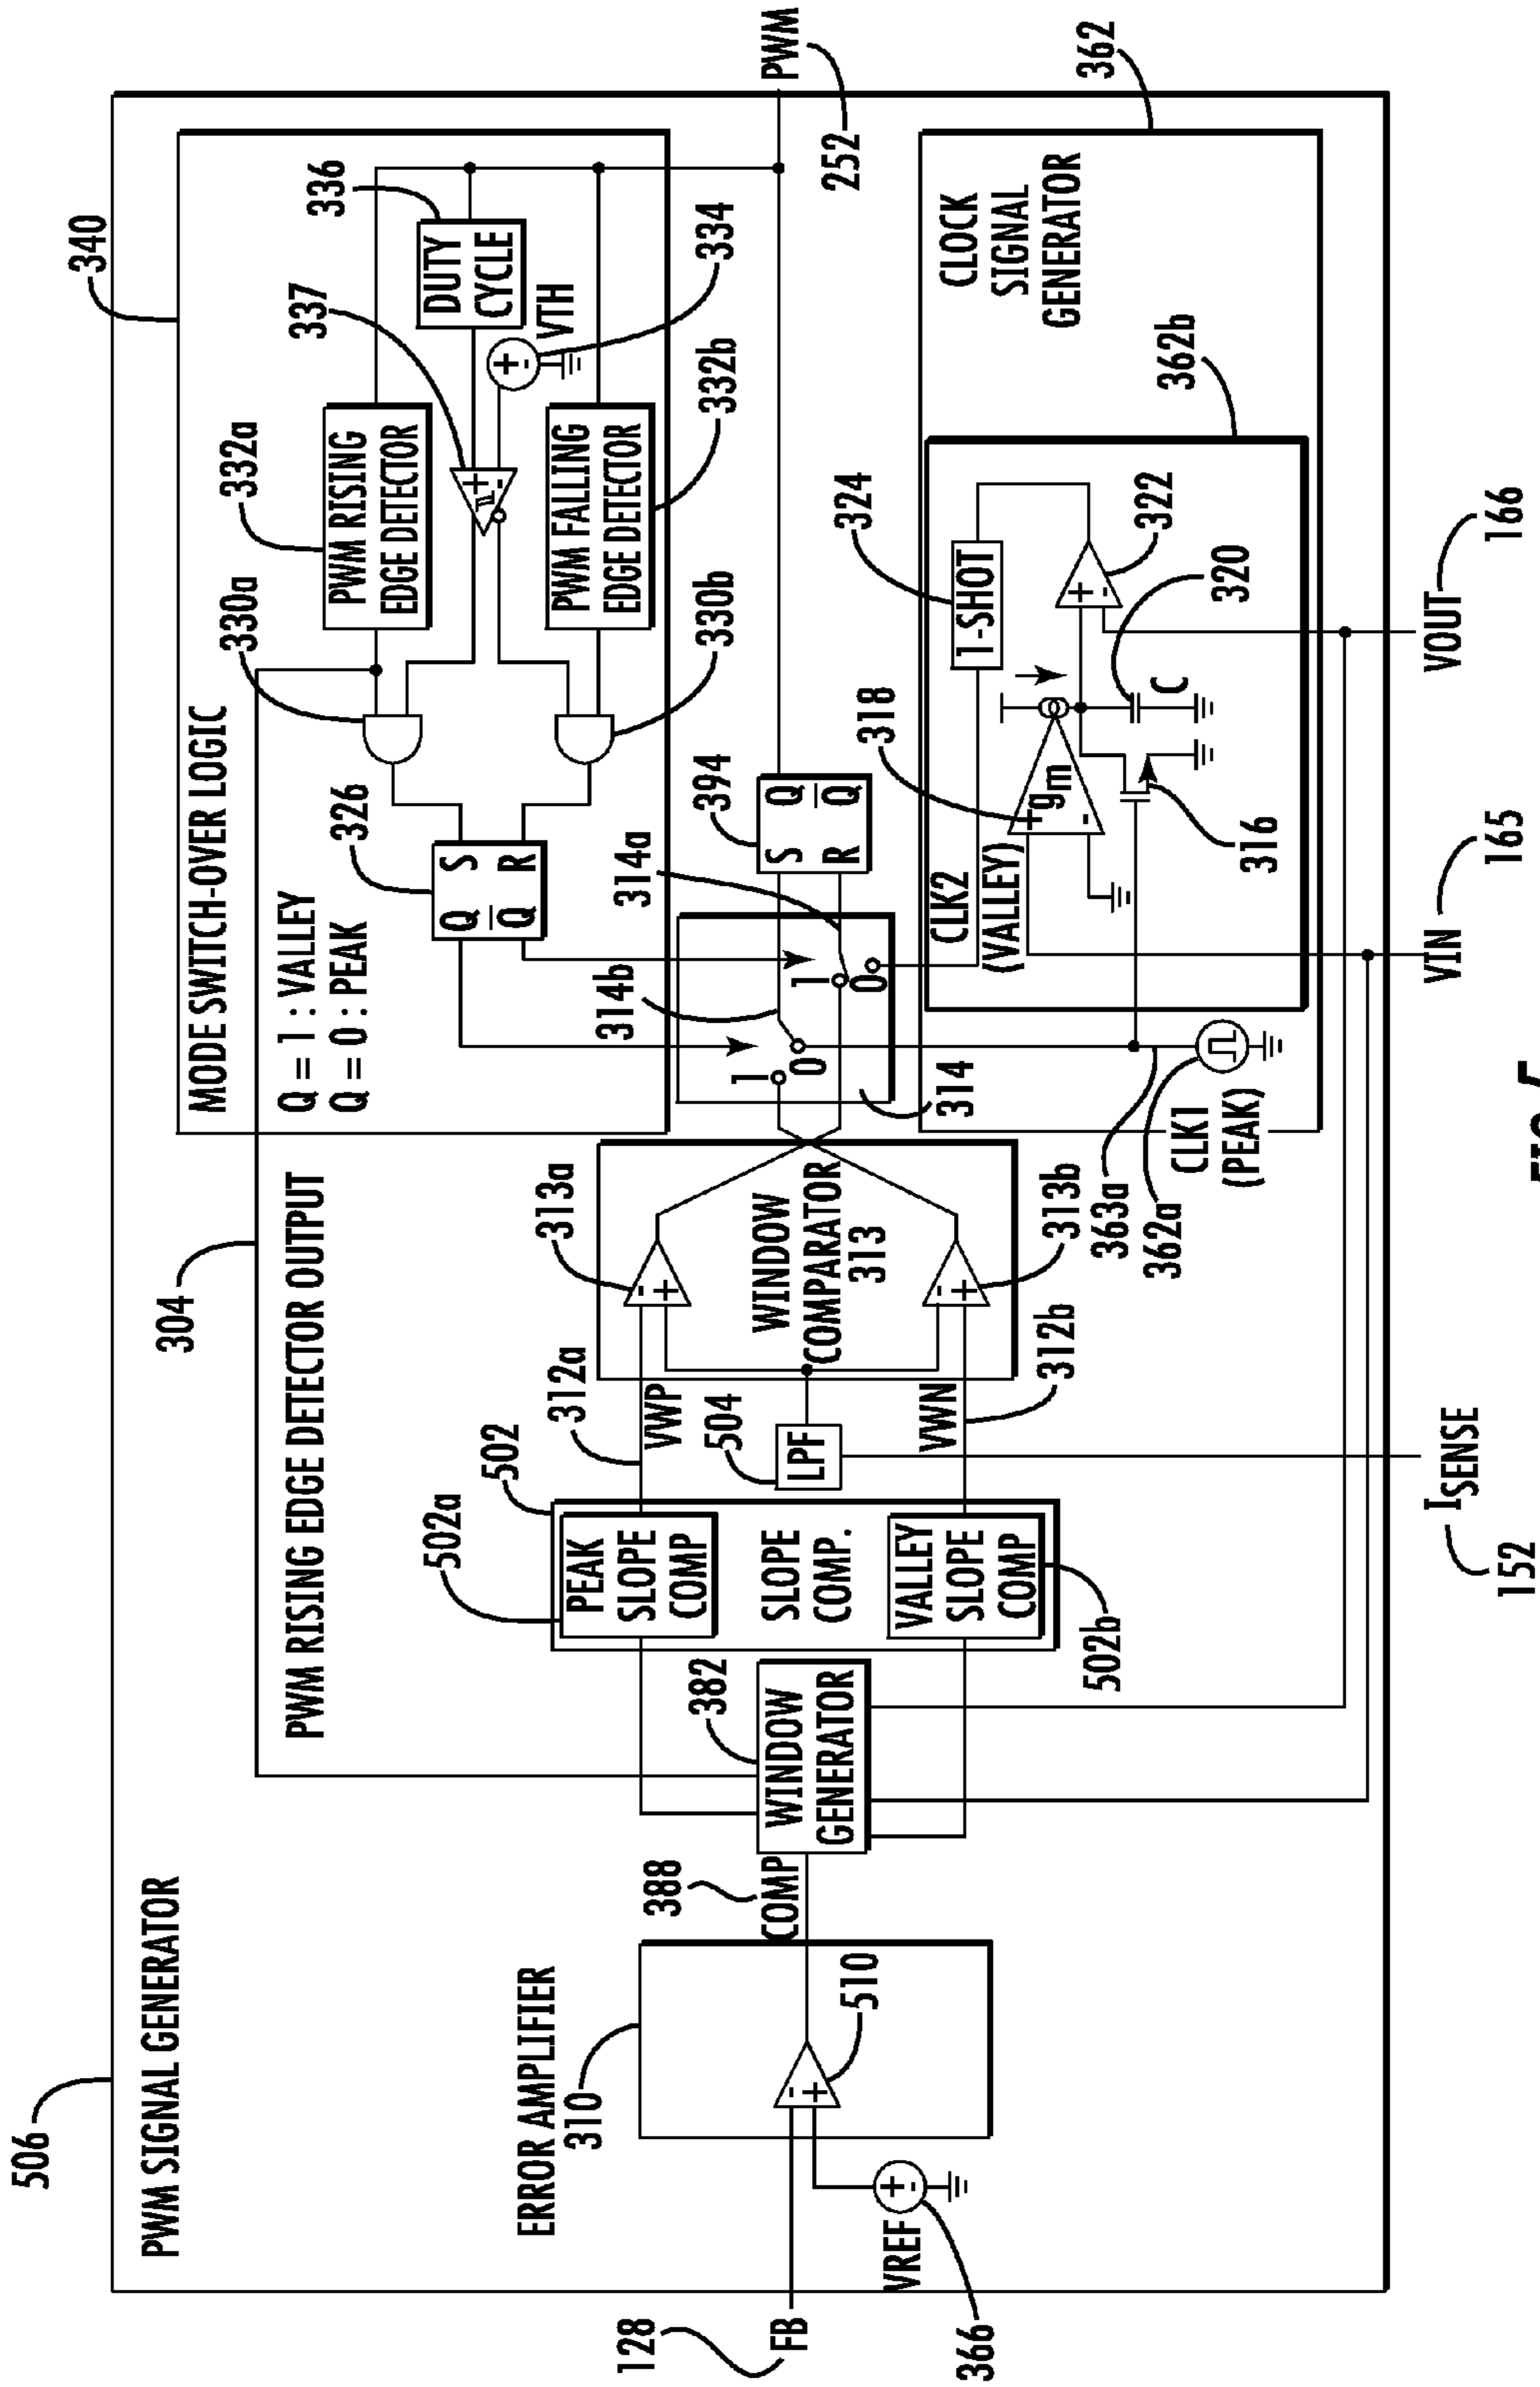 506
PWM SIGNAL GENERATOR
304
340
MODE SWITCH-OVER LOGIC
Q = 1 : VALLEY
Q = 0 : PEAK
PWM RISING EDGE DETECTOR OUTPUT
326
Q S
Q R
330a
330b
332a
PWM RISING
EDGE DETECTOR
337
+
-
336
DUTY
CYCLE
+
-
VTH
334
PWM FALLING
EDGE DETECTOR
332b
ERROR AMPLIFIER
310
-
+
510
128
FB
VREF
+
-
366
388
COMP
382
WINDOW
GENERATOR
502
502a
PEAK
SLOPE
COMP
SLOPE
COMP.
VALLEY
SLOPE
COMP
502b
312a
VWP
504
LPF
VWN
312b
313a
-
+
WINDOW
COMPARATOR
313
-
+
313b
314b
314a
1
0
1
0
314
394
S Q
R Q
PWM
252
CLK2
(VALLEY)
CLOCK
SIGNAL
GENERATOR
362
362b
318
+
-
gm
324
1-SHOT
+
-
322
320
C
316
363a
362a
CLK1
(PEAK)
ISENSE
152
VIN
165
VOUT
166